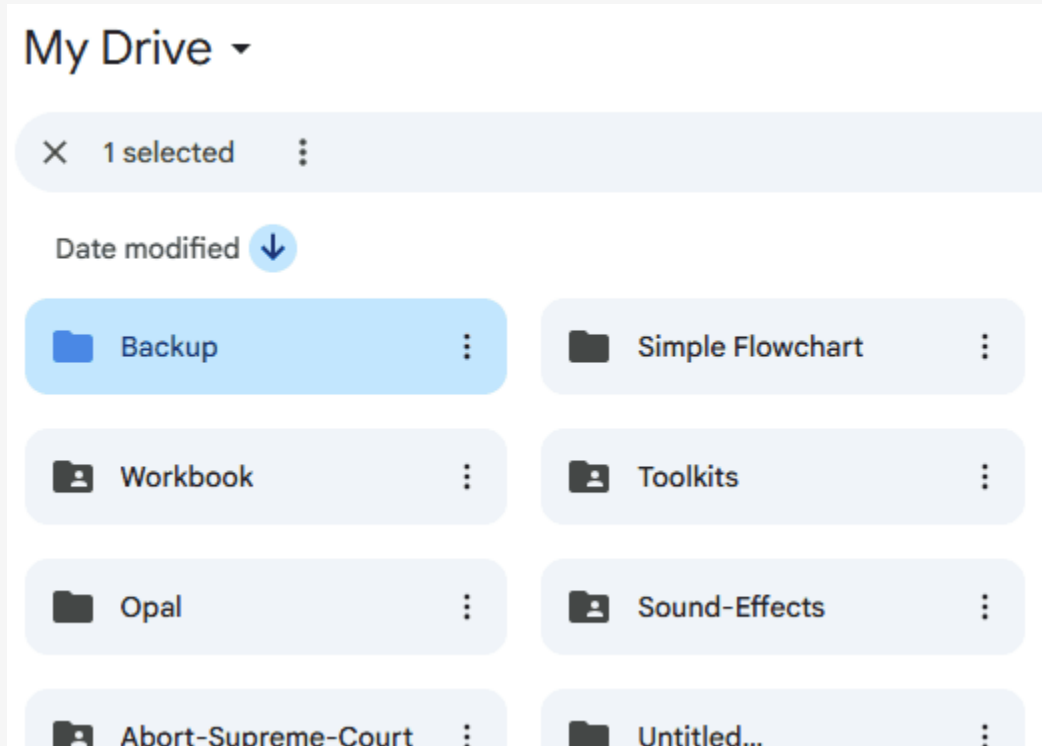 My Drive
1 selected
Date modified
Backup
Simple Flowchart
Workbook
Toolkits
Opal
Sound-Effects
Abort-Supreme-Court
Untitled...